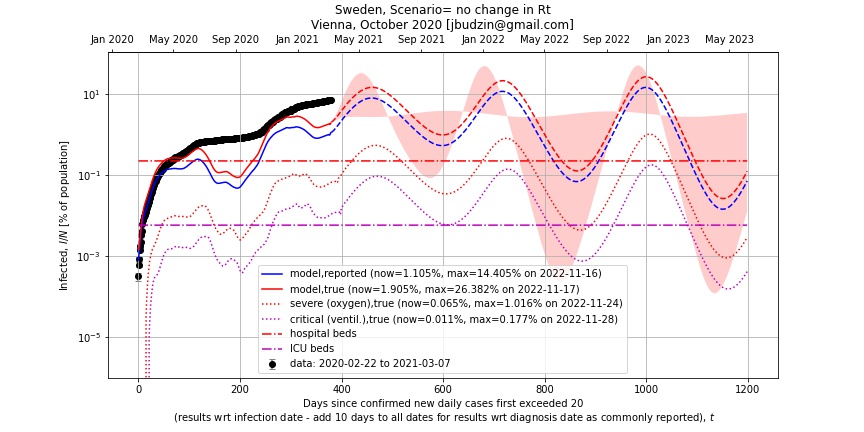 Sweden, Scenario= no change in Rt
Vienna, October 2020 [jbudzin@gmail.com]
Jan 2020 May 2020 Sep 2020 Jan 2021 May 2021 Sep 2021 Jan 2022 May 2022 Sep 2022 Jan 2023 May 2023
Infected, I/N [% of population]
10¹
10⁻¹
10⁻³
10⁻⁵
model,reported (now=1.105%, max=14.405% on 2022-11-16)
model,true (now=1.905%, max=26.382% on 2022-11-17)
severe (oxygen),true (now=0.065%, max=1.016% on 2022-11-24)
critical (ventil.),true (now=0.011%, max=0.177% on 2022-11-28)
hospital beds
ICU beds
data: 2020-02-22 to 2021-03-07
0 200 400 600 800 1000 1200
Days since confirmed new daily cases first exceeded 20
(results wrt infection date - add 10 days to all dates for results wrt diagnosis date as commonly reported), t